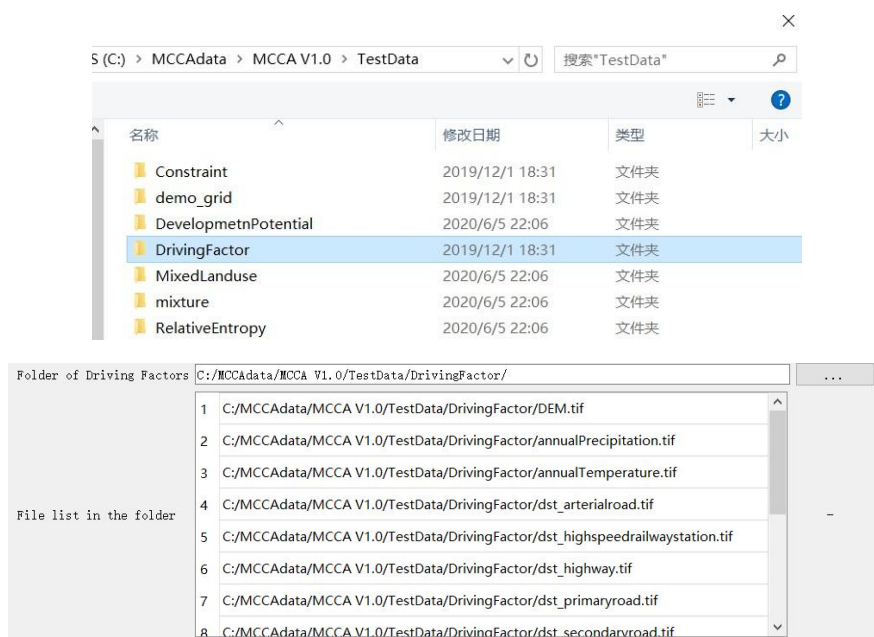 S (C:) > MCCAdata > MCCA V1.0 > TestData 搜索"TestData"
名称 修改日期 类型 大小
Constraint 2019/12/1 18:31 文件夹
demo_grid 2019/12/1 18:31 文件夹
DevelopmetnPotential 2020/6/5 22:06 文件夹
DrivingFactor 2019/12/1 18:31 文件夹
MixedLanduse 2020/6/5 22:06 文件夹
mixture 2020/6/5 22:06 文件夹
RelativeEntropy 2020/6/5 22:06 文件夹
Folder of Driving Factors C:/MCCAdata/MCCA V1.0/TestData/DrivingFactor/ ...
1 C:/MCCAdata/MCCA V1.0/TestData/DrivingFactor/DEM.tif
2 C:/MCCAdata/MCCA V1.0/TestData/DrivingFactor/annualPrecipitation.tif
3 C:/MCCAdata/MCCA V1.0/TestData/DrivingFactor/annualTemperature.tif
4 C:/MCCAdata/MCCA V1.0/TestData/DrivingFactor/dst_arterialroad.tif
File list in the folder -
5 C:/MCCAdata/MCCA V1.0/TestData/DrivingFactor/dst_highspeedrailwaystation.tif
6 C:/MCCAdata/MCCA V1.0/TestData/DrivingFactor/dst_highway.tif
7 C:/MCCAdata/MCCA V1.0/TestData/DrivingFactor/dst_primaryroad.tif
8 C:/MCCAdata/MCCA V1.0/TestData/DrivingFactor/dst_secondaryroad.tif